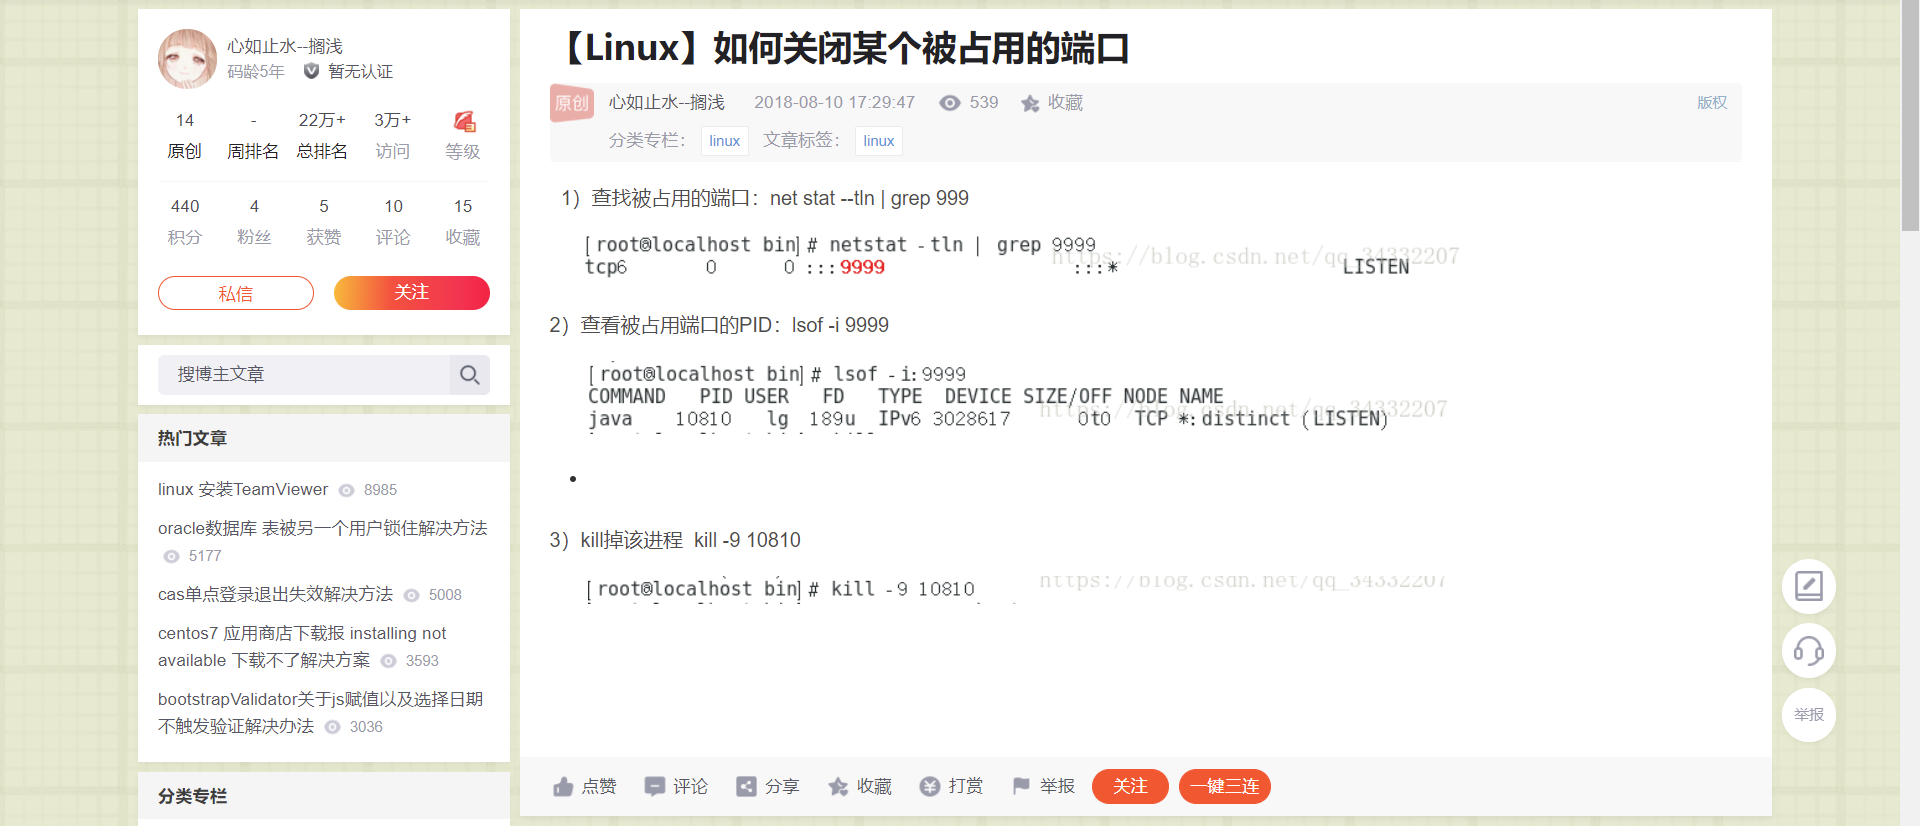 心如止水--搁浅
码龄5年 暂无认证
14 - 22万+ 3万+
原创 周排名 总排名 访问 等级
440 4 5 10 15
积分 粉丝 获赞 评论 收藏
私信 关注
搜博主文章
热门文章
linux 安装TeamViewer 8985
oracle数据库 表被另一个用户锁住解决方法
5177
cas单点登录退出失效解决方法 5008
centos7 应用商店下载报 installing not
available 下载不了解决方案 3593
bootstrapValidator关于js赋值以及选择日期
不触发验证解决办法 3036
分类专栏
【Linux】如何关闭某个被占用的端口
原创 心如止水--搁浅 2018-08-10 17:29:47 539 收藏 版权
分类专栏： linux 文章标签： linux
1）查找被占用的端口：net stat --tln | grep 999
[root@localhost bin]# netstat -tln | grep 9999
https://blog.csdn.net/qq_34332207
tcp6 0 0 :::9999 :::* LISTEN
2）查看被占用端口的PID：lsof -i 9999
[root@localhost bin]# lsof -i:9999
COMMAND PID USER FD TYPE DEVICE SIZE/OFF NODE NAME
https://blog.csdn.net/qq_34332207
java 10810 lg 189u IPv6 3028617 0t0 TCP *:distinct (LISTEN)
•
3）kill掉该进程 kill -9 10810
https://blog.csdn.net/qq_34332207
[root@localhost bin]# kill -9 10810
点赞 评论 分享 收藏 打赏 举报 关注 一键三连
举报